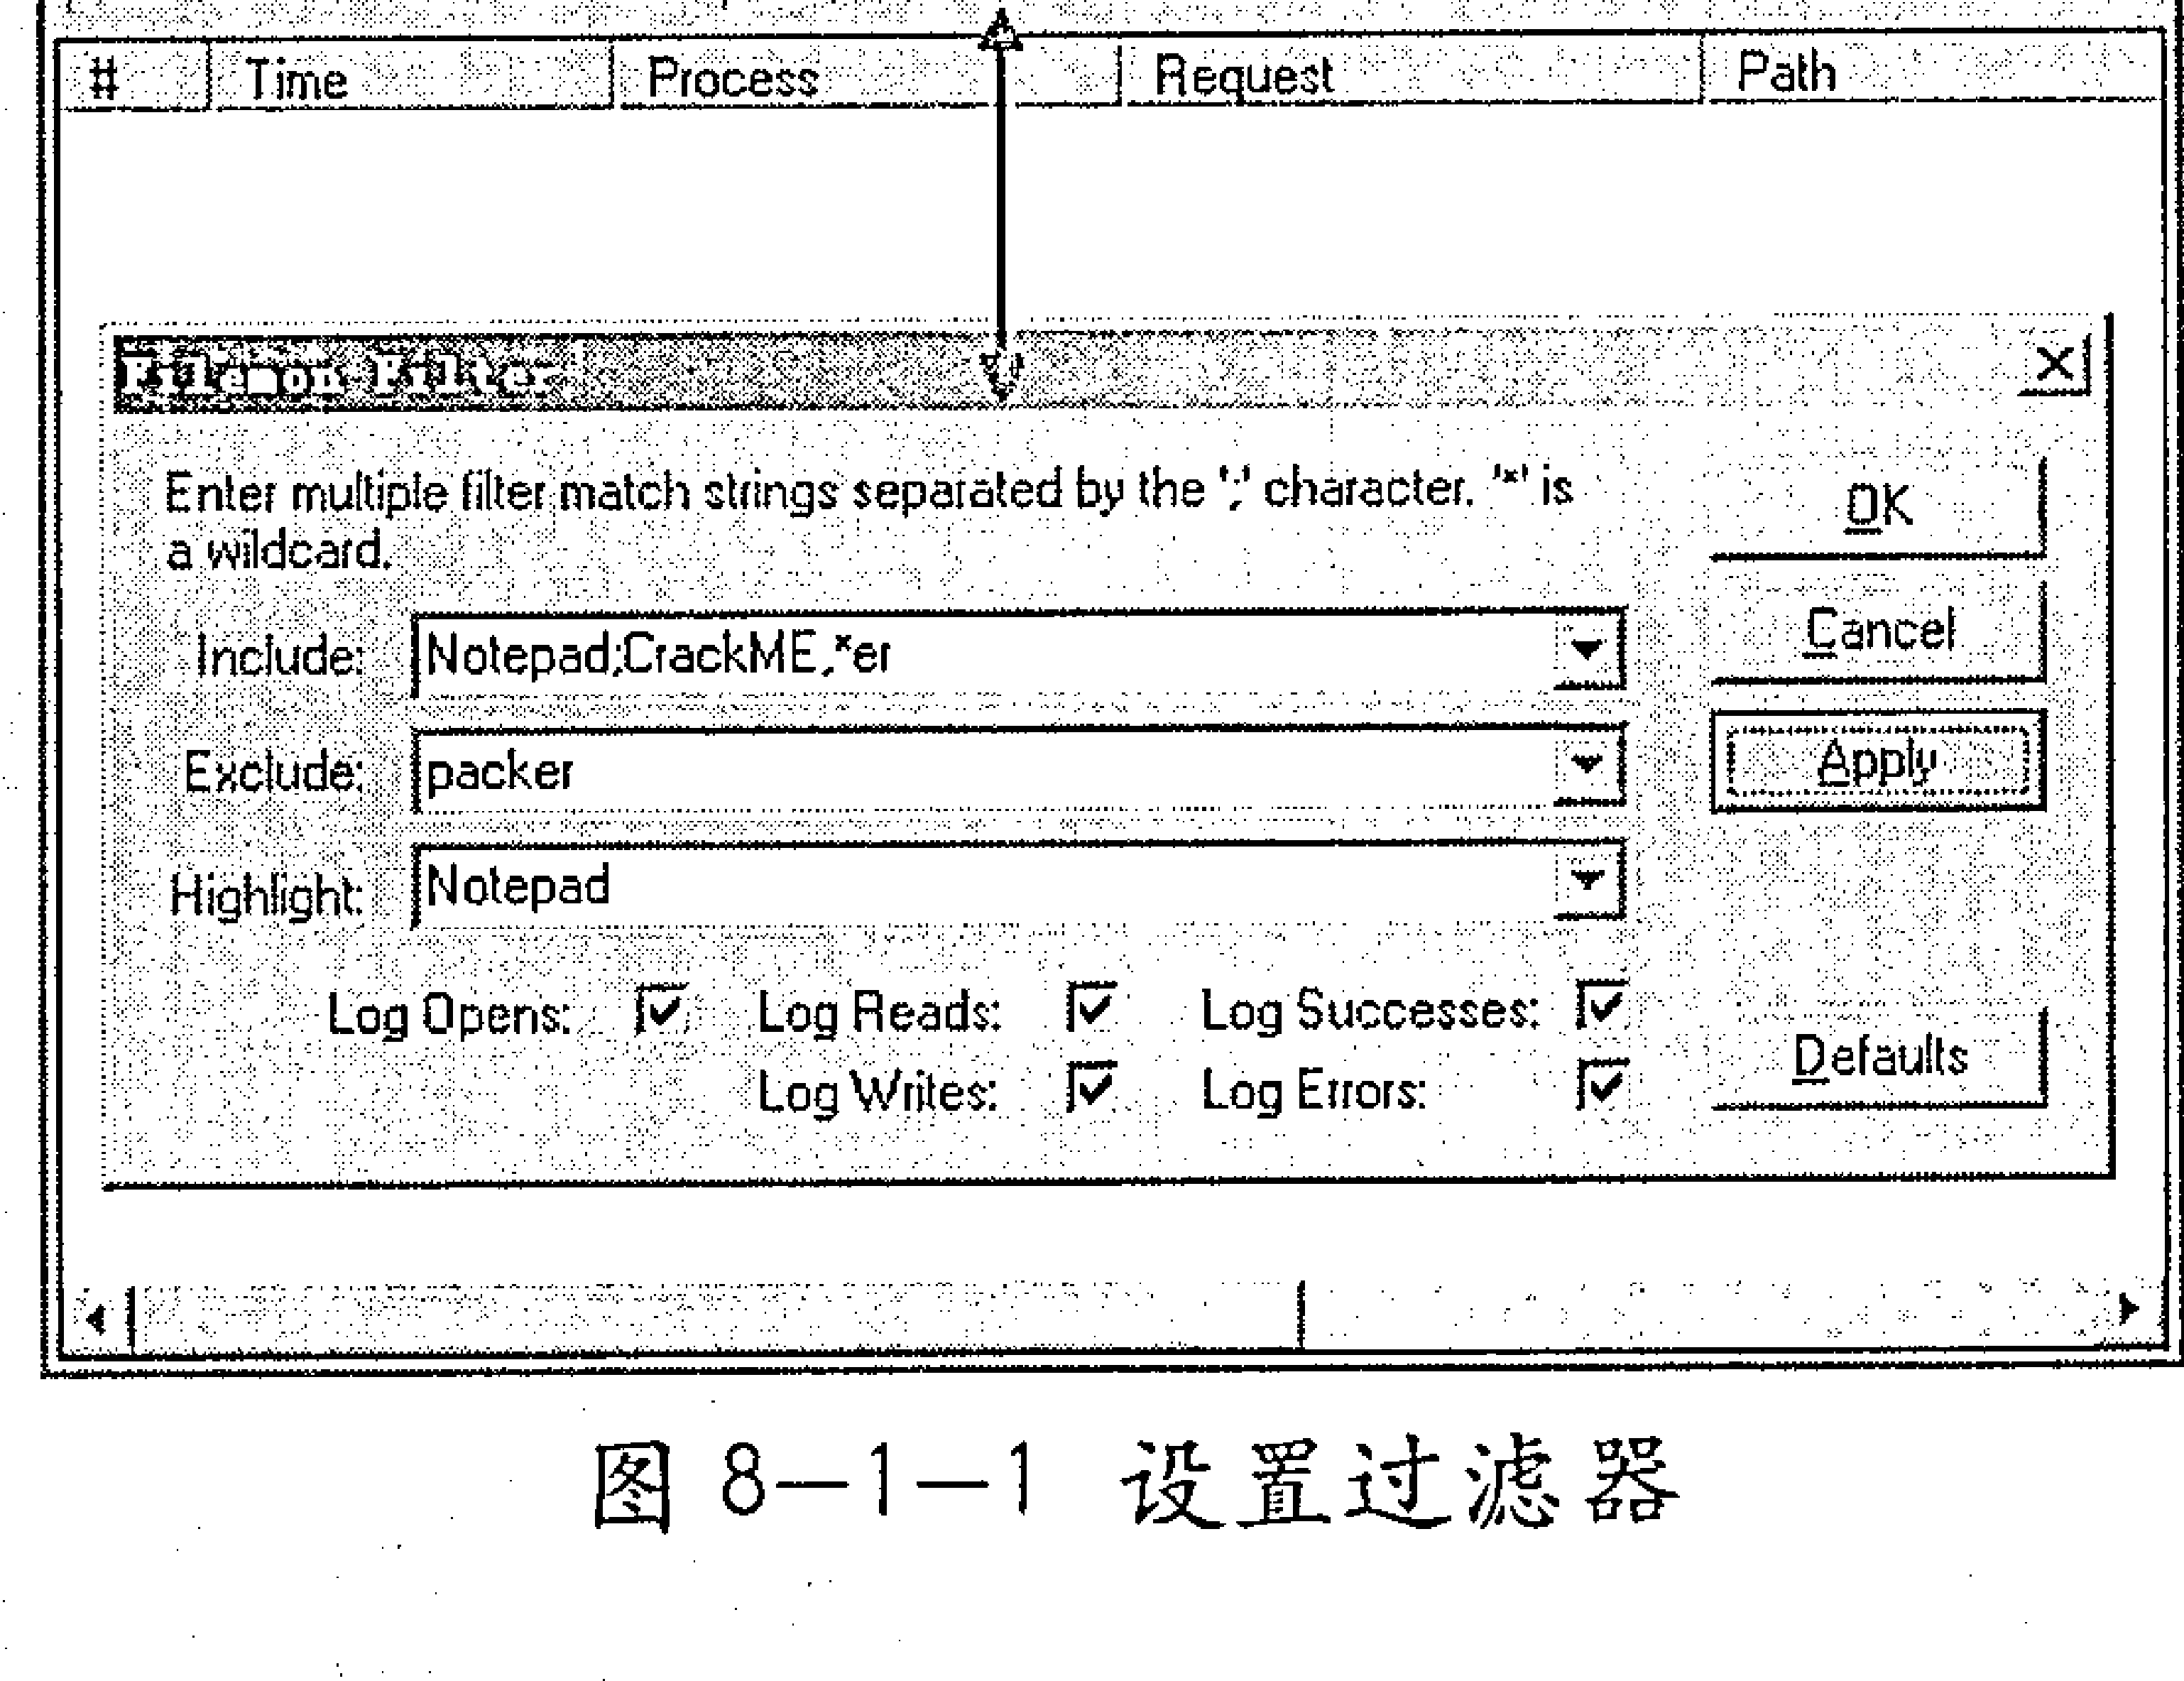 # Time Process Request Path
Filemon Filter
Enter multiple filter match strings separated by the ';' character. '*' is
a wildcard.
OK
Cancel
Include: Notepad;CrackME,*er
Exclude: packer
Apply
Highlight: Notepad
Log Opens: Log Reads: Log Successes:
Log Writes: Log Errors:
Defaults
图 8-1-1 设置过滤器